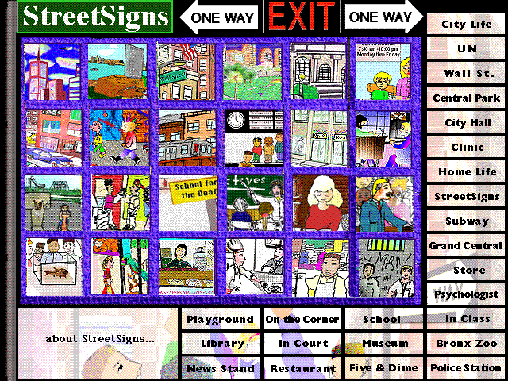 StreetSigns
ONE WAY
EXIT
ONE WAY
City Life
UN
Wall St.
Central Park
City Hall
Clinic
Home Life
StreetSigns
Subway
Grand Central
Store
Psychologist
School for
the Deaf
Playground
On the Corner
School
In Class
about StreetSigns...
Library
In Court
Museum
Bronx Zoo
News Stand
Restaurant
Five & Dime
Police Station